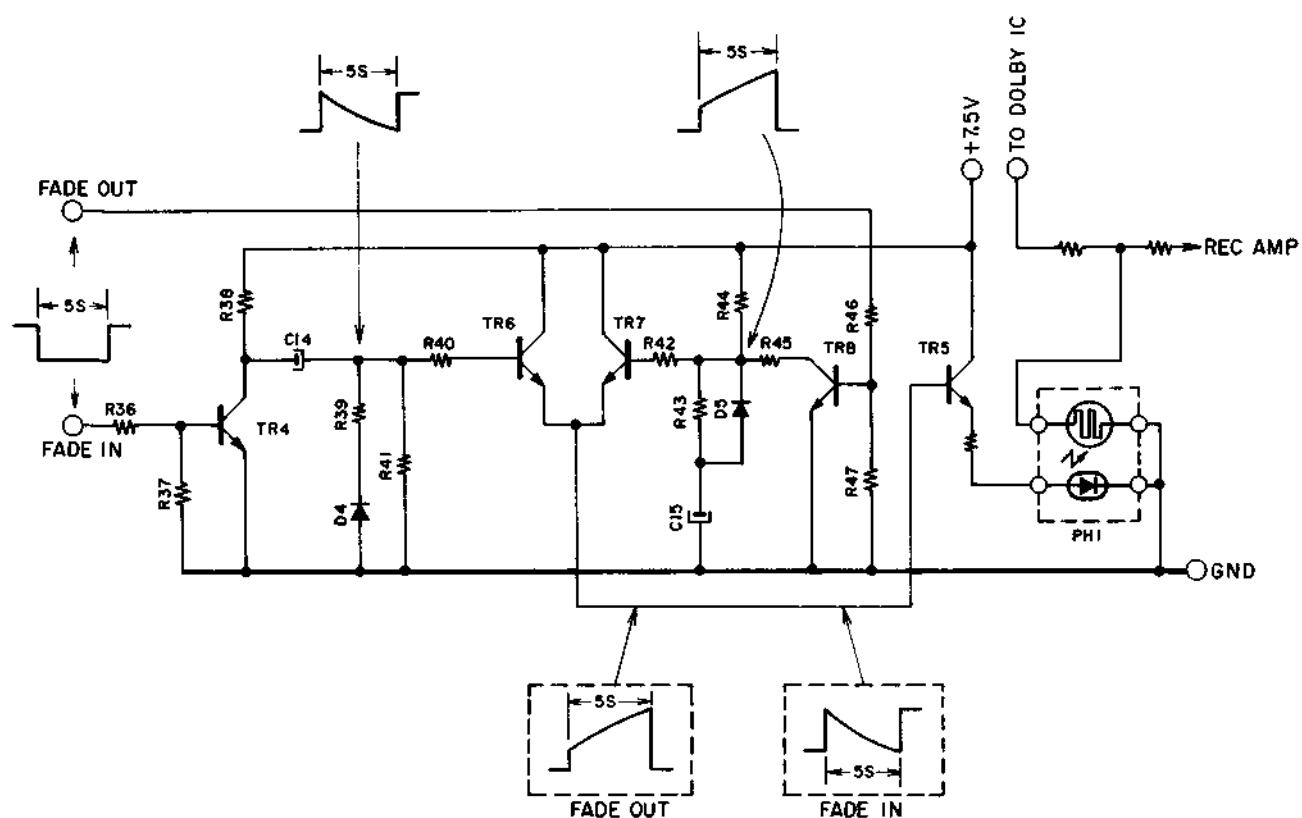 5S
5S
+7.5V
TO DOLBY IC
FADE OUT
REC AMP
5S
R38
R44
R46
C14
R40
TR6
TR7
R42
R45
TR8
TR5
R36
FADE IN
TR4
R39
R43
D5
R37
R41
R47
D4
C15
PH1
GND
5S
5S
FADE OUT
FADE IN